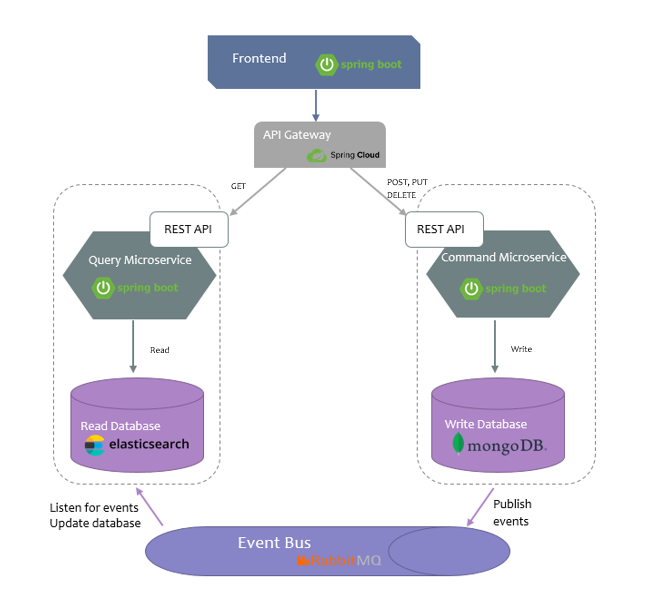 Frontend
spring boot
API Gateway
Spring Cloud
GET
POST, PUT
DELETE
REST API
REST API
Query Microservice
spring boot
Command Microservice
spring boot
Read
Write
Read Database
elasticsearch
Write Database
mongoDB
Listen for events
Update database
Publish
events
Event Bus
RabbitMQ